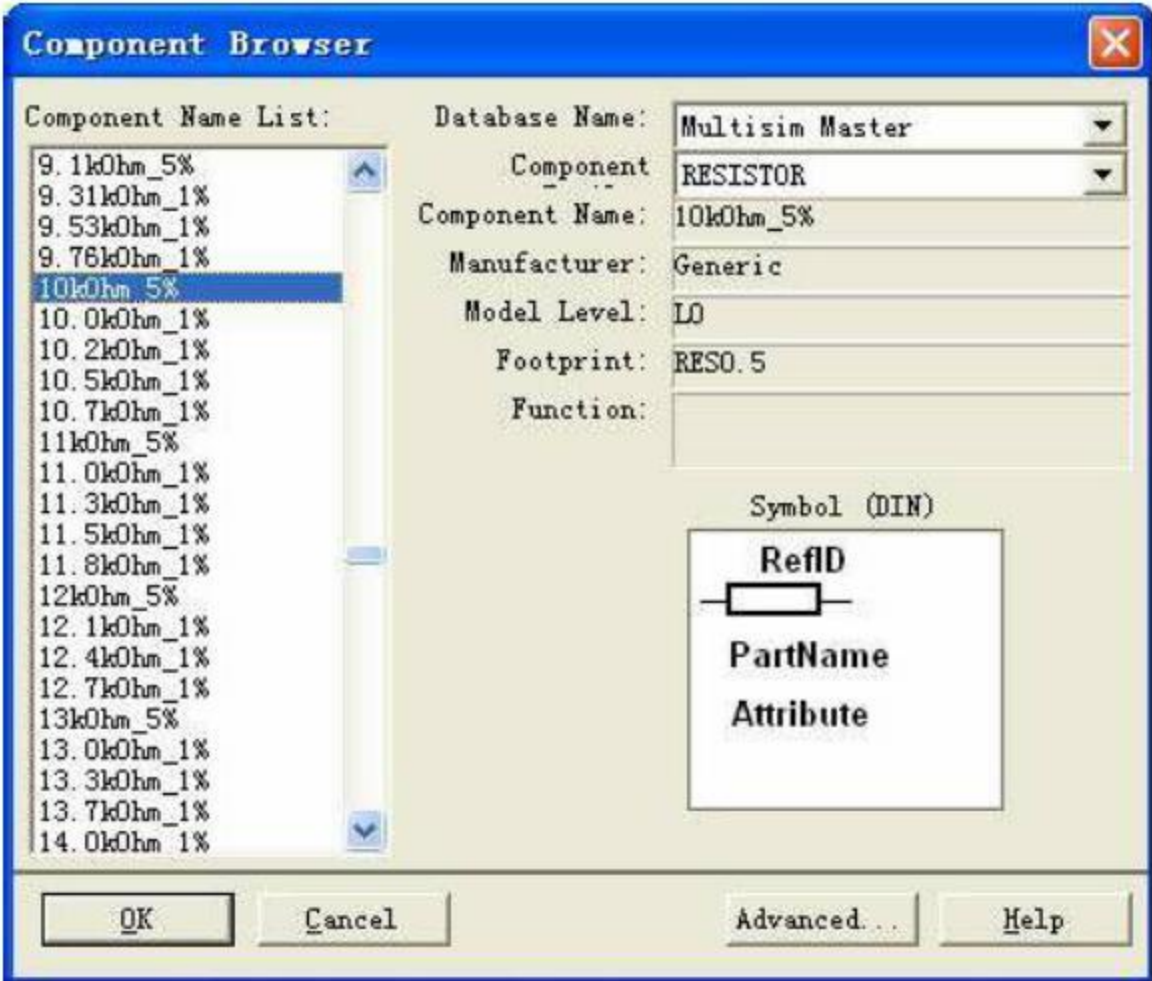 Component Browser
Component Name List:
9.1kOhm_5%
9.31kOhm_1%
9.53kOhm_1%
9.76kOhm_1%
10kOhm_5%
10.0kOhm_1%
10.2kOhm_1%
10.5kOhm_1%
10.7kOhm_1%
11kOhm_5%
11.0kOhm_1%
11.3kOhm_1%
11.5kOhm_1%
11.8kOhm_1%
12kOhm_5%
12.1kOhm_1%
12.4kOhm_1%
12.7kOhm_1%
13kOhm_5%
13.0kOhm_1%
13.3kOhm_1%
13.7kOhm_1%
14.0kOhm_1%
Database Name: Multisim Master
Component RESISTOR
Component Name: 10kOhm_5%
Manufacturer: Generic
Model Level: L0
Footprint: RES0.5
Function:
Symbol (DIN)
RefID
PartName
Attribute
OK Cancel Advanced... Help